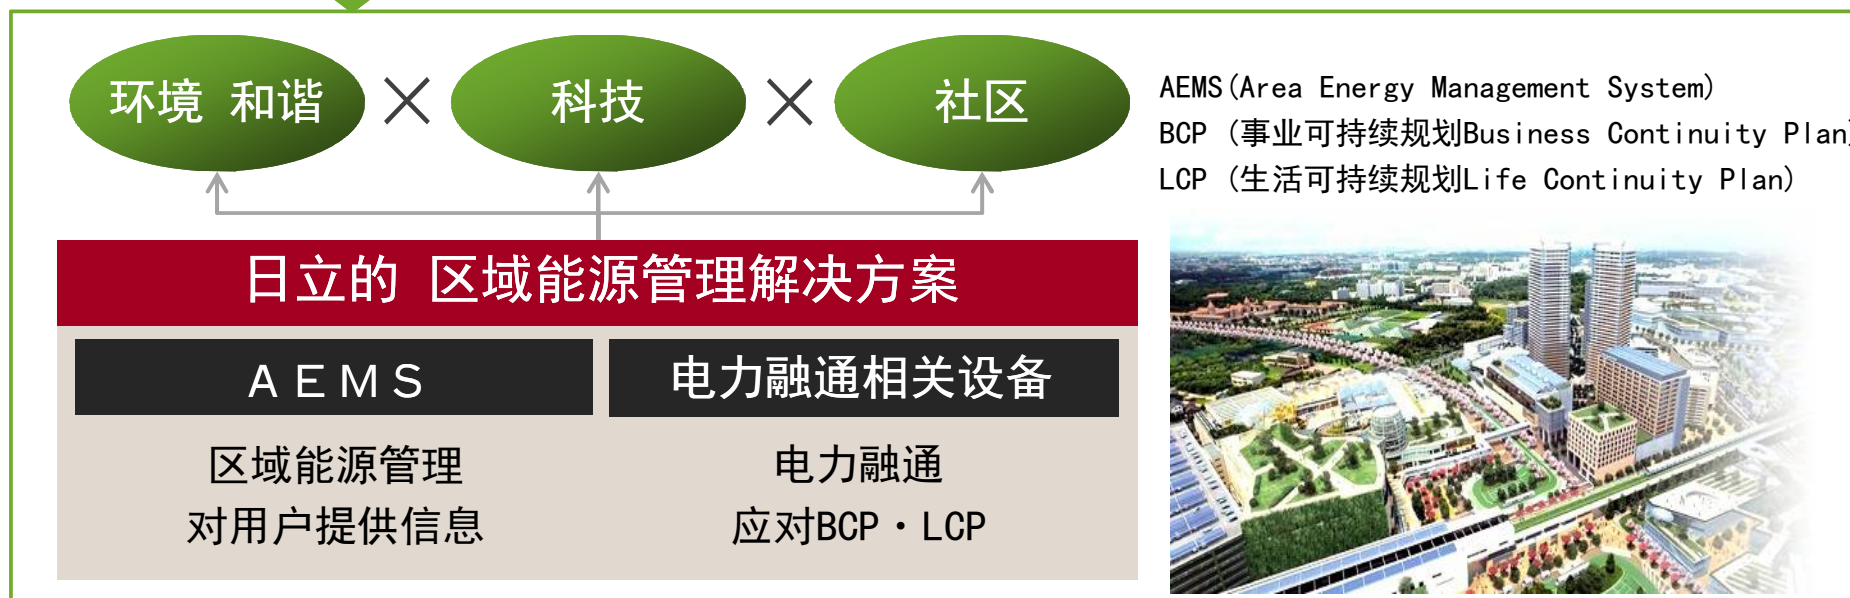 环境 和谐 × 科技 × 社区
AEMS(Area Energy Management System)
BCP (事业可持续规划Business Continuity Plan)
LCP (生活可持续规划Life Continuity Plan)
日立的 区域能源管理解决方案
AEMS
区域能源管理
对用户提供信息
电力融通相关设备
电力融通
应对BCP・LCP